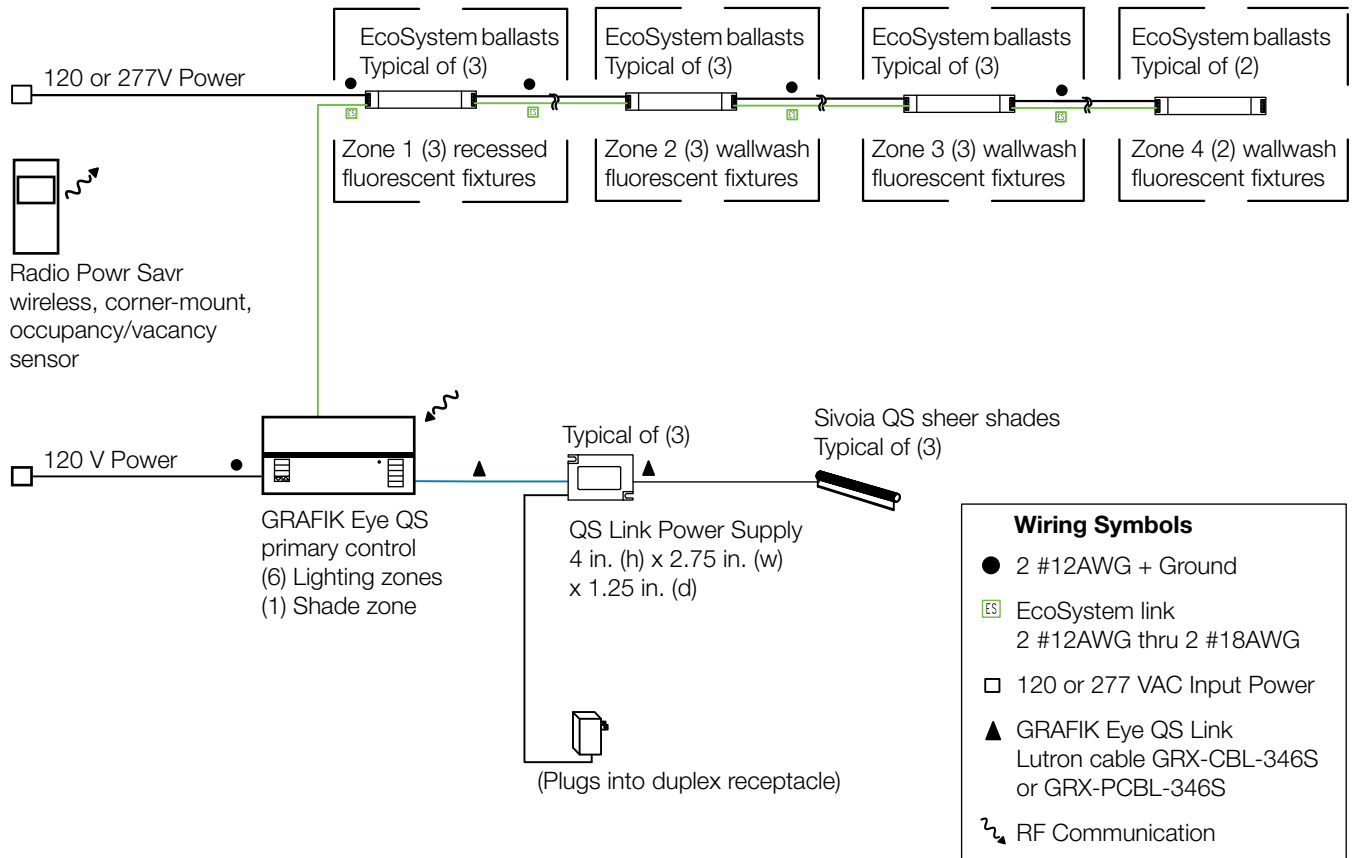 EcoSystem ballasts
Typical of (3)
EcoSystem ballasts
Typical of (3)
EcoSystem ballasts
Typical of (3)
EcoSystem ballasts
Typical of (2)
120 or 277V Power
ES
ES
ES
ES
Zone 1 (3) recessed
fluorescent fixtures
Zone 2 (3) wallwash
fluorescent fixtures
Zone 3 (3) wallwash
fluorescent fixtures
Zone 4 (2) wallwash
fluorescent fixtures
Radio Powr Savr
wireless, corner-mount,
occupancy/vacancy
sensor
120 V Power
GRAFIK Eye QS
primary control
(6) Lighting zones
(1) Shade zone
Typical of (3)
QS Link Power Supply
4 in. (h) x 2.75 in. (w)
x 1.25 in. (d)
Sivoia QS sheer shades
Typical of (3)
(Plugs into duplex receptacle)
Wiring Symbols
2 #12AWG + Ground
ES EcoSystem link
2 #12AWG thru 2 #18AWG
120 or 277 VAC Input Power
GRAFIK Eye QS Link
Lutron cable GRX-CBL-346S
or GRX-PCBL-346S
RF Communication